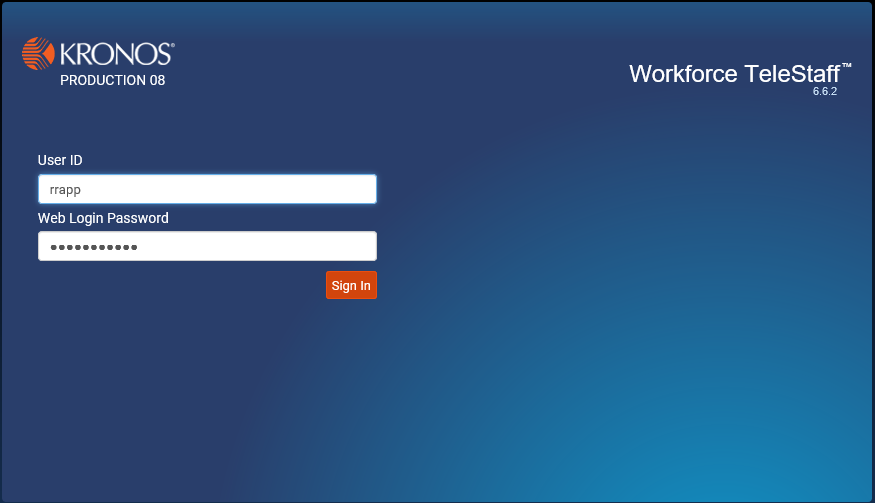 KRONOS®
PRODUCTION 08
Workforce TeleStaff™
6.6.2
User ID
rrapp
Web Login Password
•••••••••••
Sign In